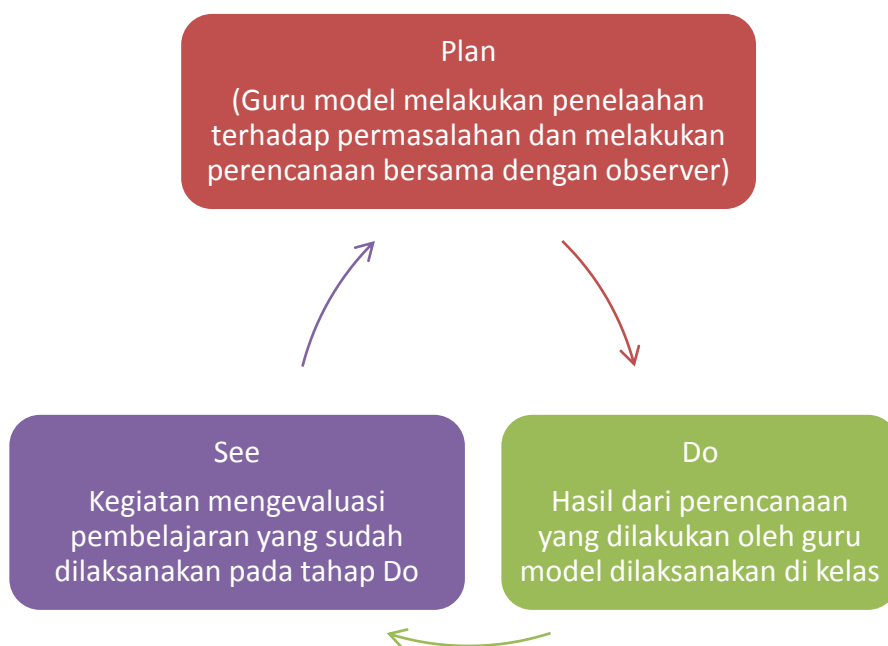 Plan
(Guru model melakukan penelaahan
terhadap permasalahan dan melakukan
perencanaan bersama dengan observer)
See
Kegiatan mengevaluasi
pembelajaran yang sudah
dilaksanakan pada tahap Do
Do
Hasil dari perencanaan
yang dilakukan oleh guru
model dilaksanakan di kelas